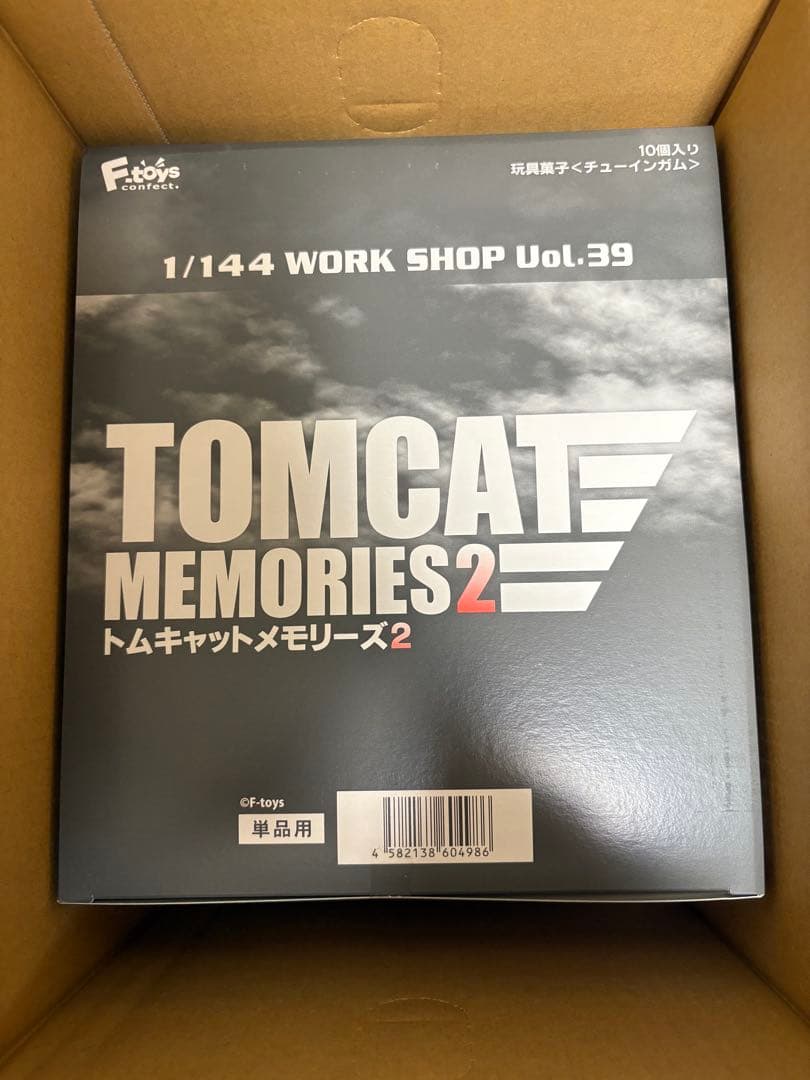 F-toys
confect.
10個入り
玩具菓子<チューインガム>
1/144 WORK SHOP Vol.39
TOMCAT
MEMORIES2
トムキャットメモリーズ2
©F-toys
単品用
4 582138 604986